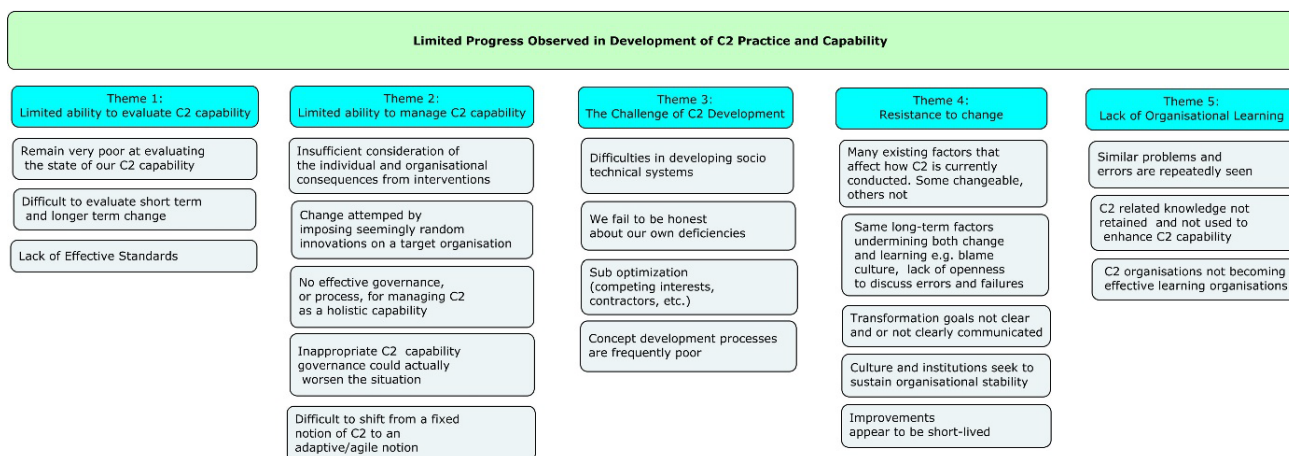 Limited Progress Observed in Development of C2 Practice and Capability
Theme 1:
Limited ability to evaluate C2 capability
Remain very poor at evaluating
the state of our C2 capability
Difficult to evaluate short term
and longer term change
Lack of Effective Standards
Theme 2:
Limited ability to manage C2 capability
Insufficient consideration of
the individual and organisational
consequences from interventions
Change attemped by
imposing seemingly random
innovations on a target organisation
No effective governance,
or process, for managing C2
as a holistic capability
Inappropriate C2 capability
governance could actually
worsen the situation
Difficult to shift from a fixed
notion of C2 to an
adaptive/agile notion
Theme 3:
The Challenge of C2 Development
Difficulties in developing socio
technical systems
We fail to be honest
about our own deficiencies
Sub optimization
(competing interests,
contractors, etc.)
Concept development processes
are frequently poor
Theme 4:
Resistance to change
Many existing factors that
affect how C2 is currently
conducted. Some changeable,
others not
Same long-term factors
undermining both change
and learning e.g. blame
culture, lack of openness
to discuss errors and failures
Transformation goals not clear
and or not clearly communicated
Culture and institutions seek to
sustain organisational stability
Improvements
appear to be short-lived
Theme 5:
Lack of Organisational Learning
Similar problems and
errors are repeatedly seen
C2 related knowledge not
retained and not used to
enhance C2 capability
C2 organisations not becoming
effective learning organisations